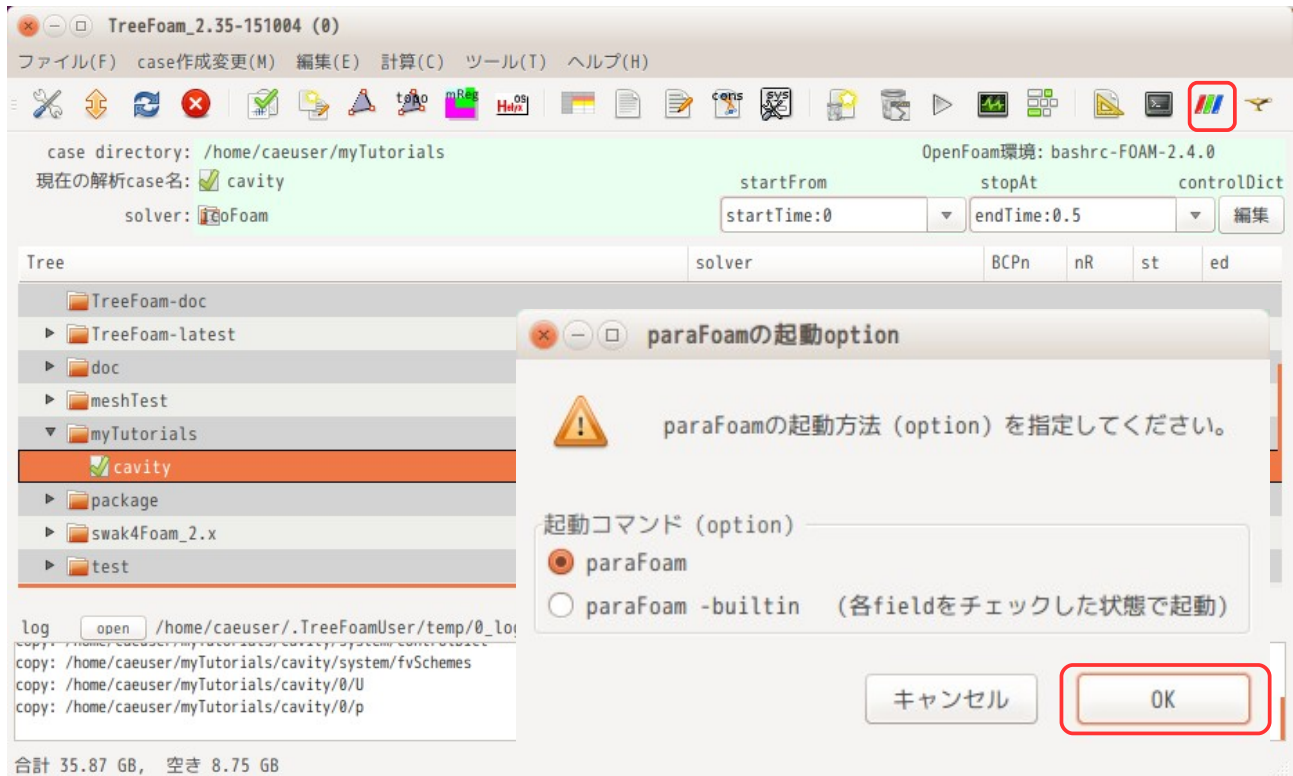 TreeFoam_2.35-151004 (0)
ファイル(F) case作成変更(M) 編集(E) 計算(C) ツール(T) ヘルプ(H)
topo mReg Helyx OS cons SYS
case directory: /home/caeuser/myTutorials OpenFoam環境: bashrc-FOAM-2.4.0
現在の解析case名: cavity startFrom stopAt controlDict
solver: icoFoam startTime:0 endTime:0.5 編集
Tree solver BCPn nR st ed
TreeFoam-doc
TreeFoam-latest
doc
meshTest
myTutorials
cavity
package
swak4Foam_2.x
test
paraFoamの起動option
paraFoamの起動方法 (option) を指定してください。
起動コマンド (option)
paraFoam
paraFoam -builtin (各fieldをチェックした状態で起動)
キャンセル OK
log open /home/caeuser/.TreeFoamUser/temp/0_log
copy: /home/caeuser/myTutorials/cavity/system/controlDict
copy: /home/caeuser/myTutorials/cavity/system/fvSchemes
copy: /home/caeuser/myTutorials/cavity/0/U
copy: /home/caeuser/myTutorials/cavity/0/p
合計 35.87 GB, 空き 8.75 GB